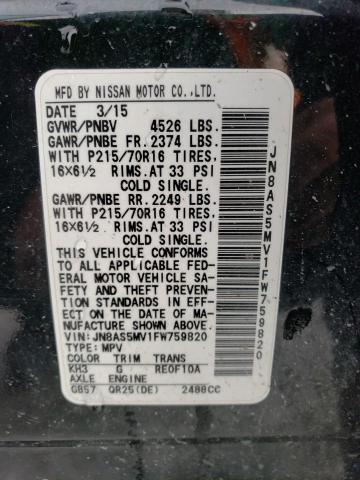 MFD BY NISSAN MOTOR CO.,LTD.
DATE 3/15
GVWR/PNBV 4526 LBS.
GAWR/PNBE FR. 2374 LBS.
WITH P215/70R16 TIRES,
16×6½ RIMS. AT 33 PSI
COLD SINGLE.
GAWR/PNBE RR. 2249 LBS.
WITH P215/70R16 TIRES,
16×6½ RIMS. AT 33 PSI
COLD SINGLE.
THIS VEHICLE CONFORMS
TO ALL APPLICABLE FED-
ERAL MOTOR VEHICLE SA-
FETY AND THEFT PREVEN-
TION STANDARDS IN EFF-
ECT ON THE DATE OF MA-
NUFACTURE SHOWN ABOVE
VIN: JN8AS5MV1FW759820
TYPE: MPV
COLOR TRIM TRANS
KH3 G RE0F10A
AXLE ENGINE
GB57 QR25(DE) 2488CC
JN8AS5MV1FW759820